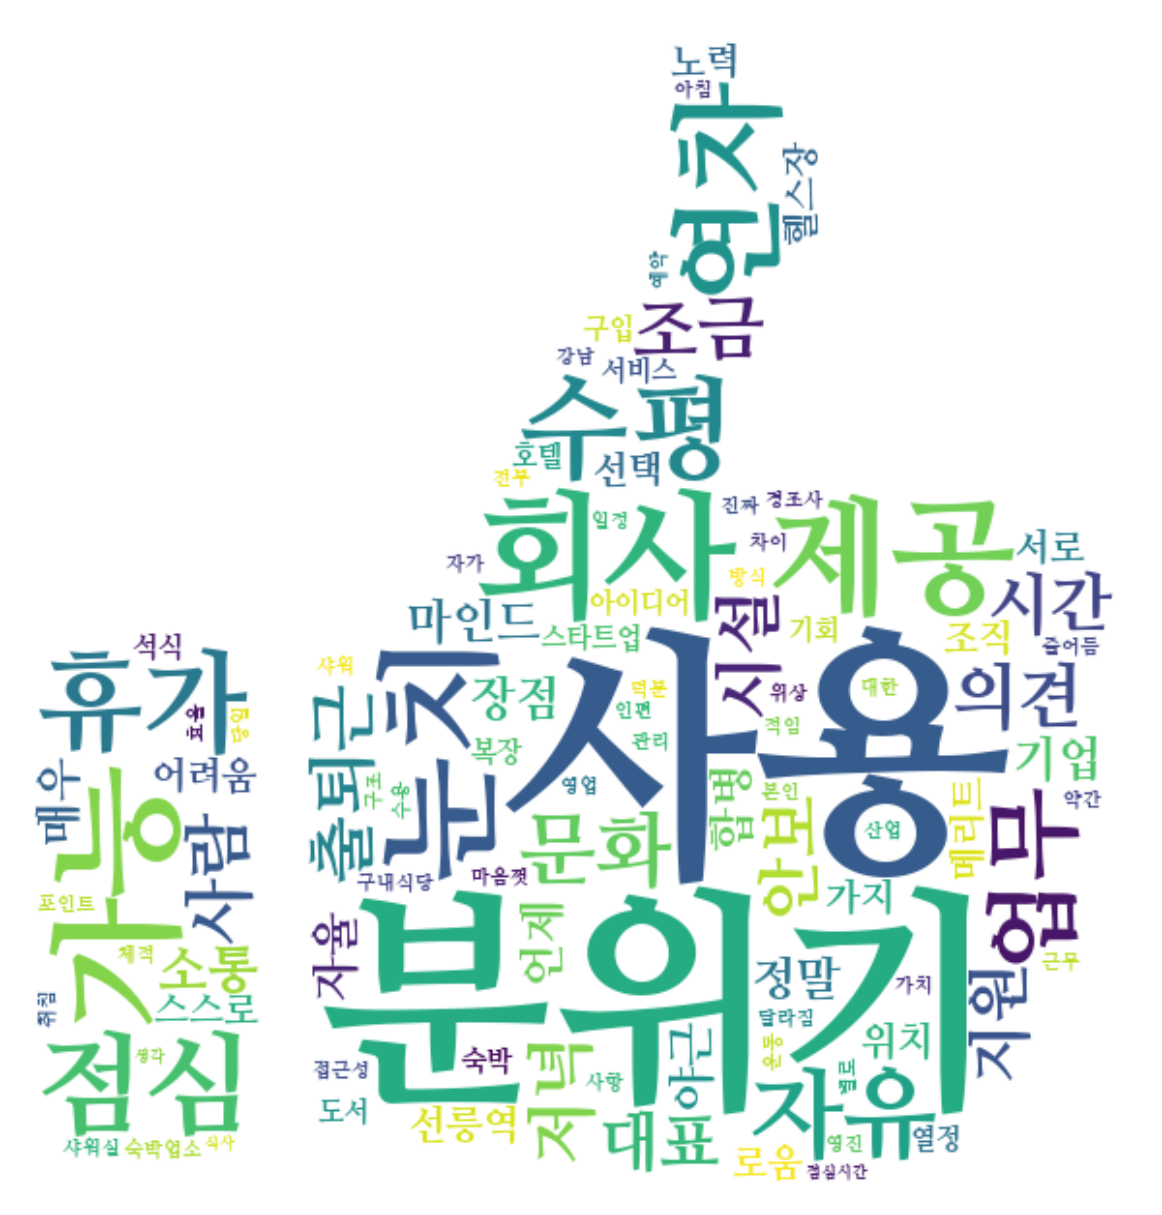 노력
아침
연차
헬스장
예약
조금
구입
강남
서비스
수평
호텔
선택
전부
회사
일정
제공
진짜
경조사
차이
서로
자가
방식
시간
아이디어
마인드
스타트업
시설
기회
조직
줄어듬
석식
휴가
효율
당일
샤워
눈치
장점
사용
덕분
인편
관리
위상
적임
대한
의견
출퇴근
복장
기업
어려움
매우
가능
사람
구조
수용
영업
합병
본인
안보
산업
메리트
업무
약간
문화
구내식당
마음껏
가지
포인트
자율
분위기
언제
정말
가치
지원
근무
체적
소통
취침
스스로
달라짐
위치
점심
생각
접근성
숙박
저녁
야근
사항
운동
별로
도서
선릉역
대표
자유
열정
영진
샤워실
숙박업소
식사
로움
점심시간